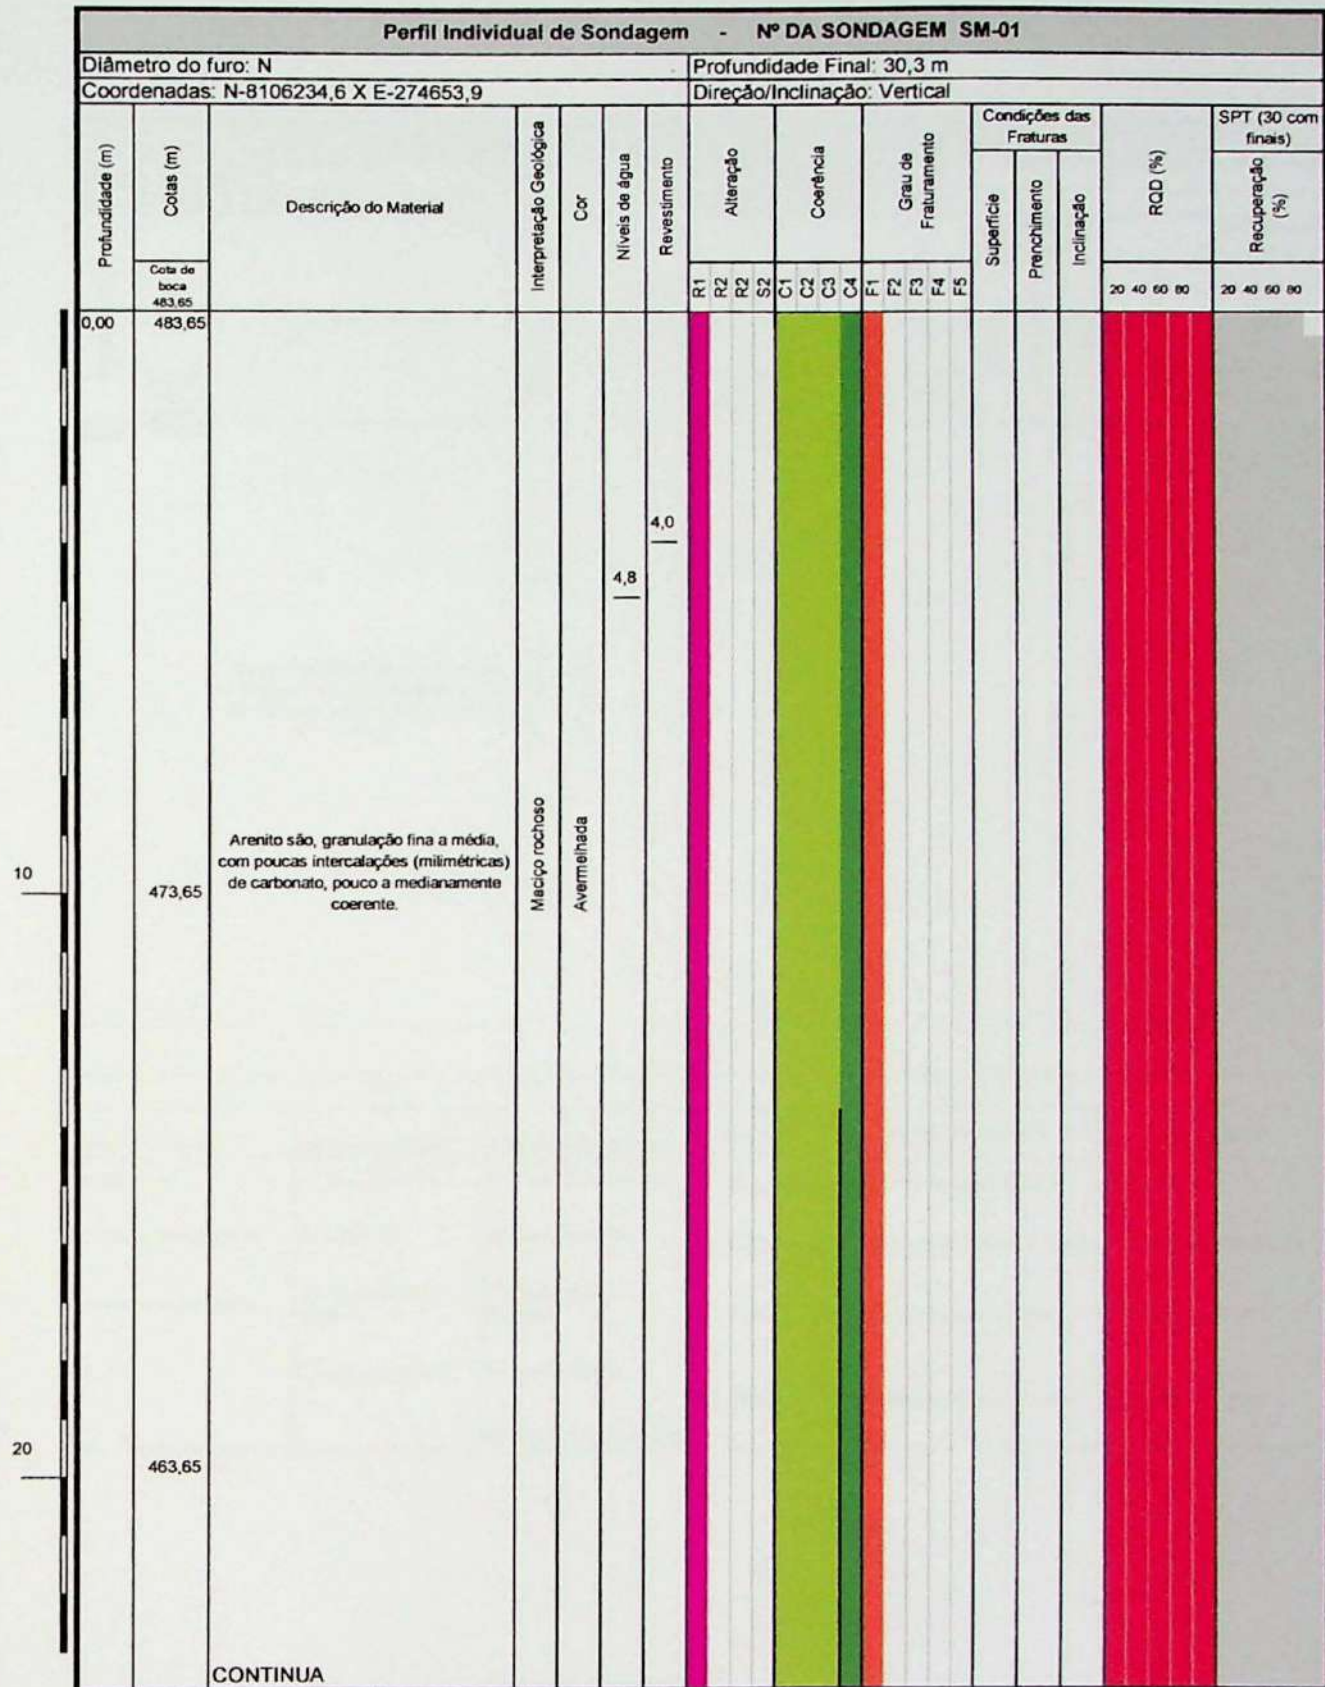 Perfil Individual de Sondagem - Nº DA SONDAGEM SM-01
Diâmetro do furo: N
Profundidade Final: 30,3 m
Coordenadas: N-8106234,6 X E-274653,9
Direção/Inclinação: Vertical
Profundidade (m)
Cotas (m)
Cota de
boca
483,65
Descrição do Material
Interpretação Geológica
Cor
Níveis de água
Revestimento
Alteração
R1 R2 R2 S2
Coerência
C1 C2 C3 C4
Grau de
Fraturamento
F1 F2 F3 F4 F5
Condições das
Fraturas
Superfície
Prenchimento
Inclinação
RQD (%)
20 40 60 80
SPT (30 com
finais)
Recuperação
(%)
20 40 60 80
0,00
483,65
4,0
4,8
10
473,65
Arenito são, granulação fina a média,
com poucas intercalações (milimétricas)
de carbonato, pouco a medianamente
coerente.
Maciço rochoso
Avermelhada
20
463,65
CONTINUA